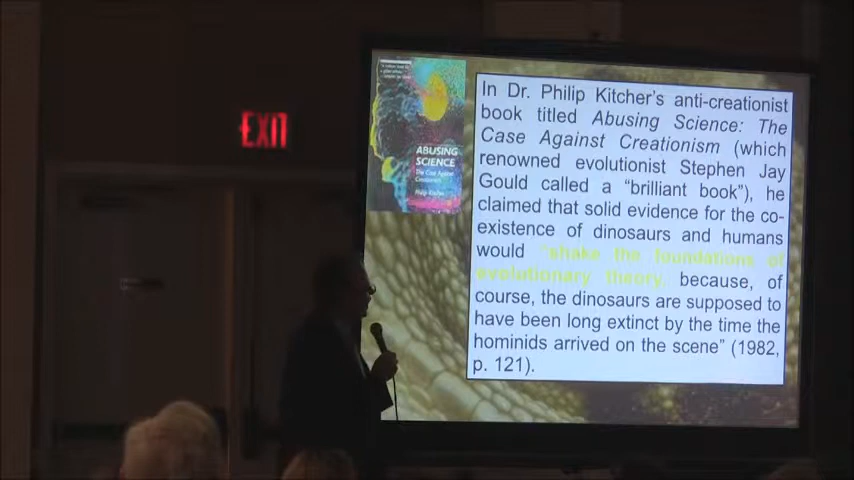 EXIT
ABUSING
SCIENCE
The Case Against
Creationism
Philip Kitcher
In Dr. Philip Kitcher's anti-creationist
book titled Abusing Science: The
Case Against Creationism (which
renowned evolutionist Stephen Jay
Gould called a "brilliant book"), he
claimed that solid evidence for the co-
existence of dinosaurs and humans
would "shake the foundations of
evolutionary theory, because, of
course, the dinosaurs are supposed to
have been long extinct by the time the
hominids arrived on the scene" (1982,
p. 121).